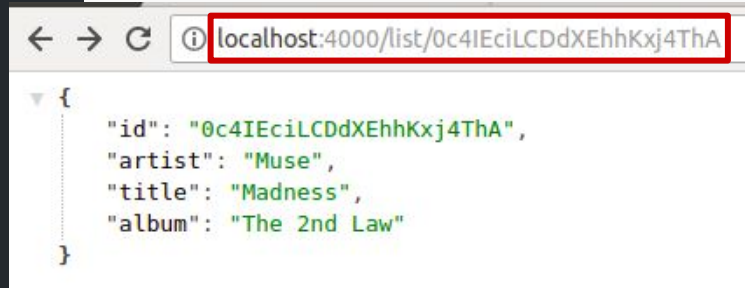 localhost:4000/list/0c4IEciLCDdXEhhKxj4ThA
{
"id": "0c4IEciLCDdXEhhKxj4ThA",
"artist": "Muse",
"title": "Madness",
"album": "The 2nd Law"
}